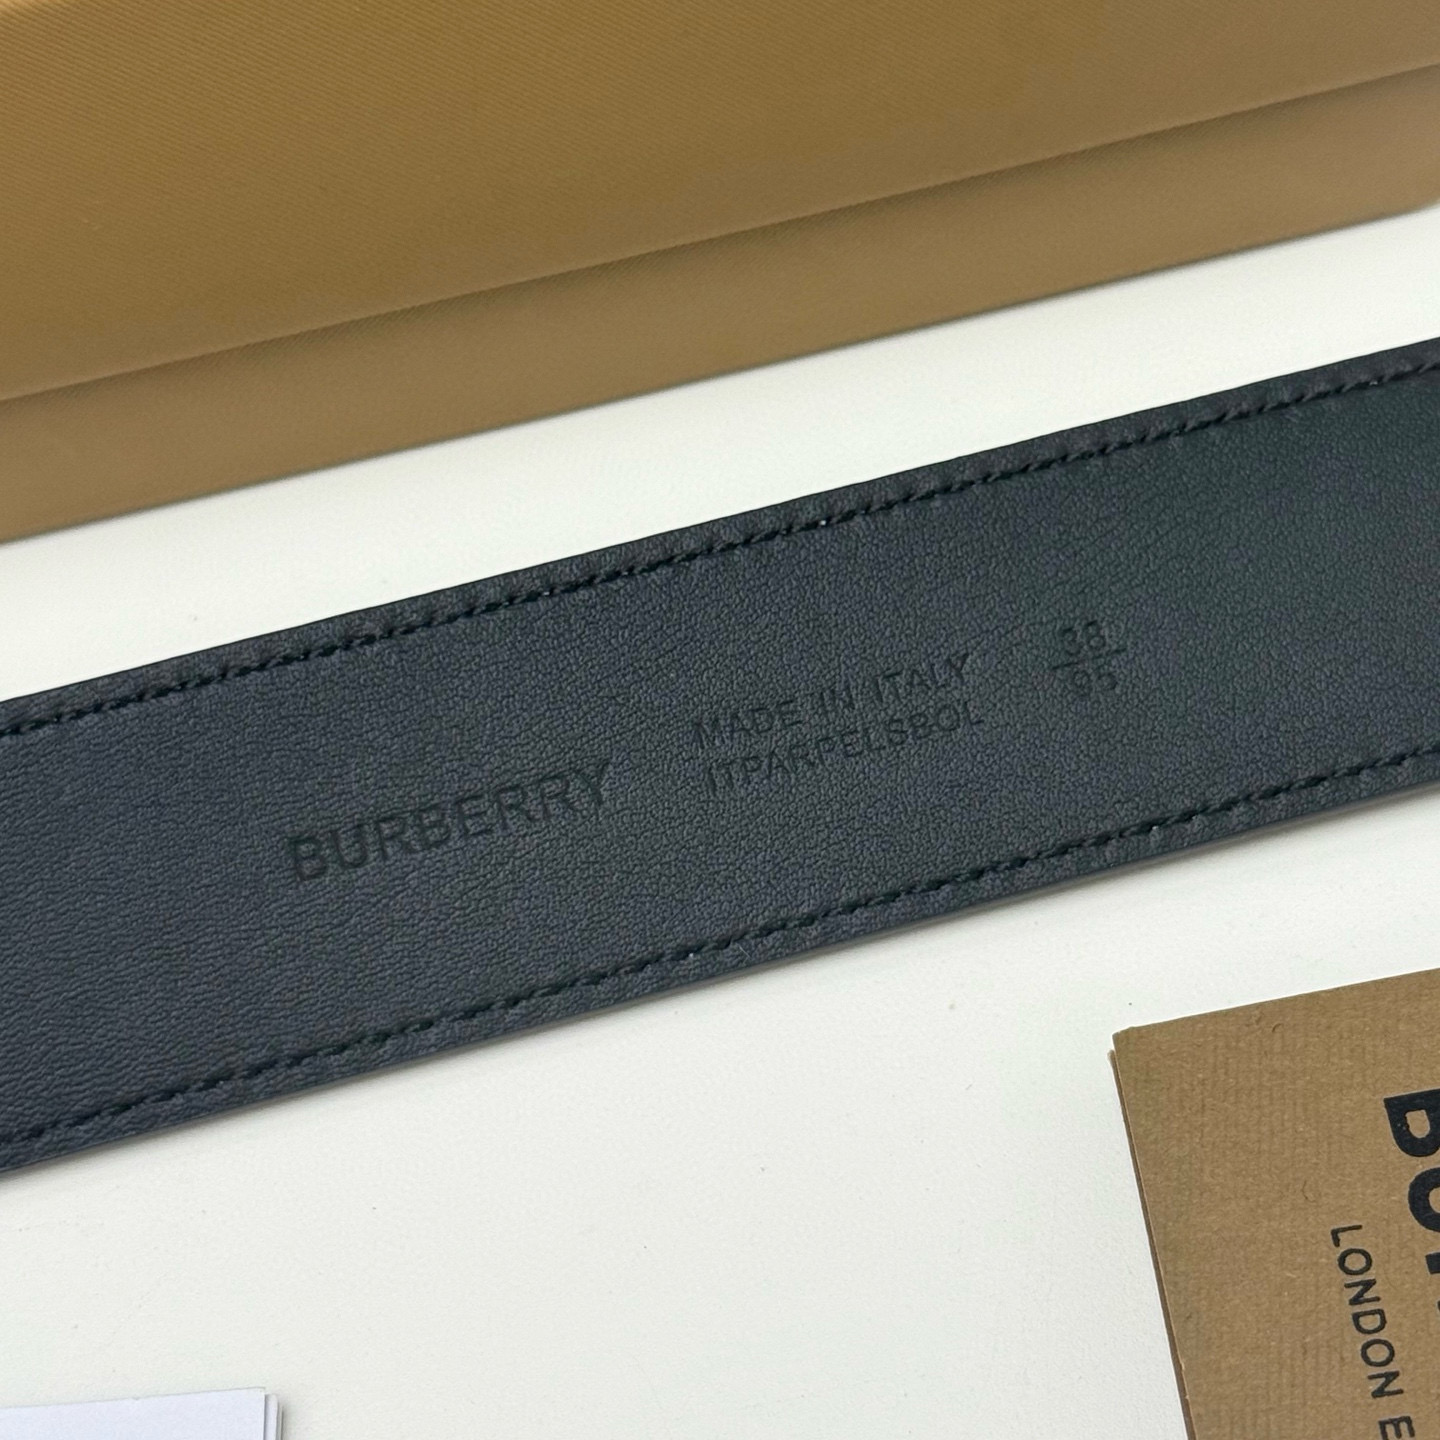 BURBERRY
MADE IN ITALY
ITPARPELSBOL
38
95
LONDON E